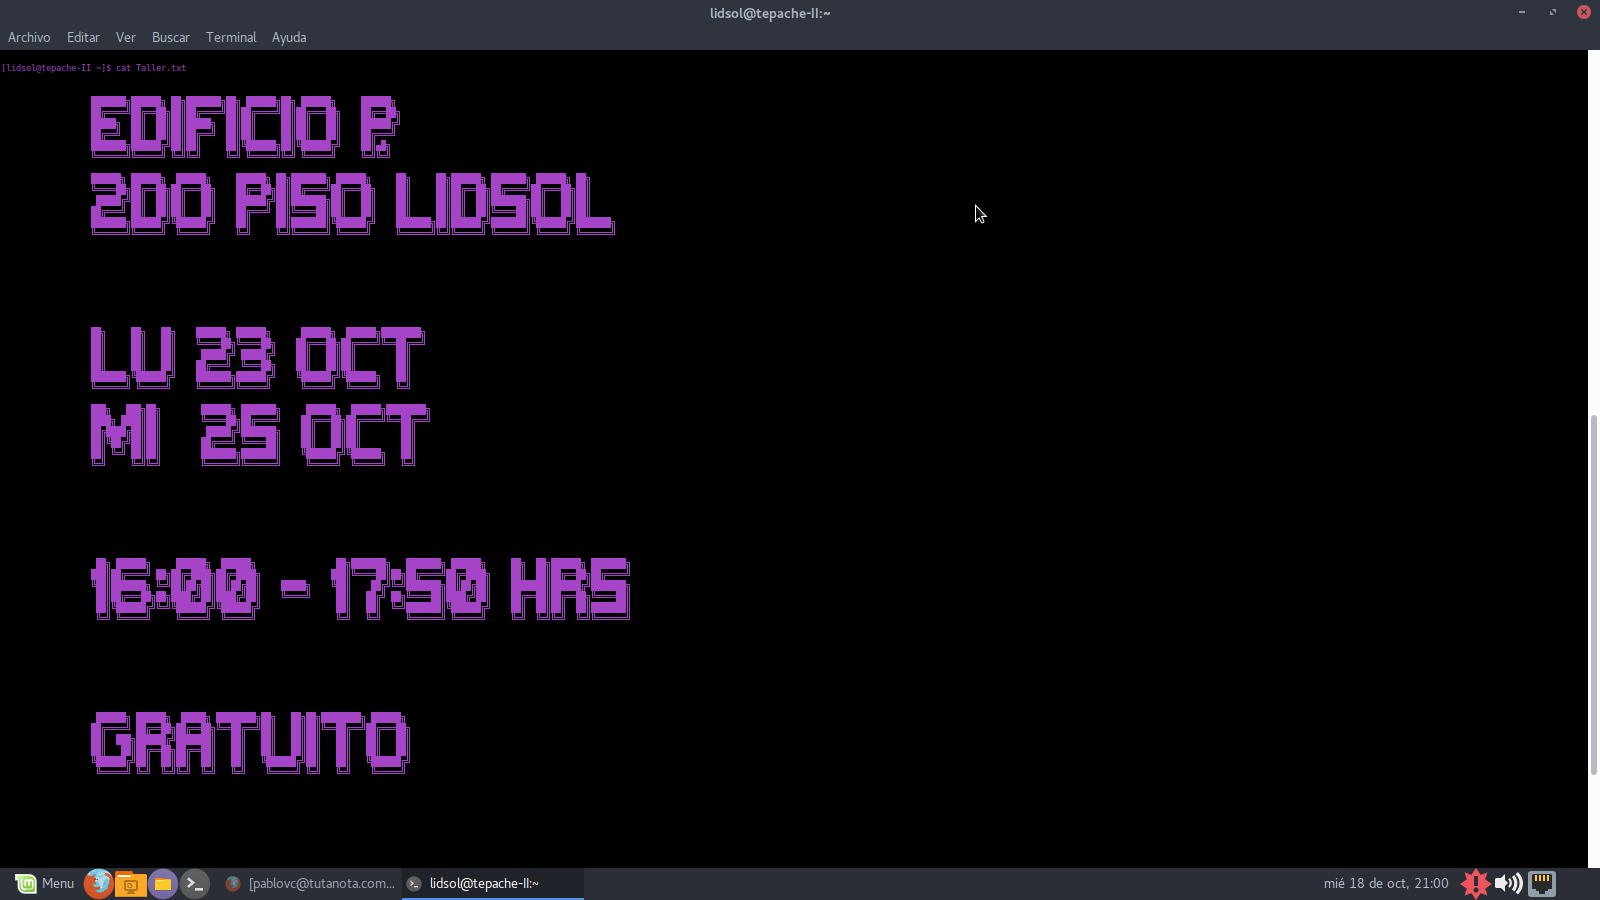 lidsol@tepache-II:~
Archivo Editar Ver Buscar Terminal Ayuda
[lidsol@tepache-II ~]$ cat Taller.txt
EDIFICIO P,
2DO PISO LIDSOL
LU 23 OCT
MI 25 OCT
16:00 - 17:50 HRS
GRATUITO
Menu [pablovc@tutanota.com... lidsol@tepache-II:~ mié 18 de oct, 21:00